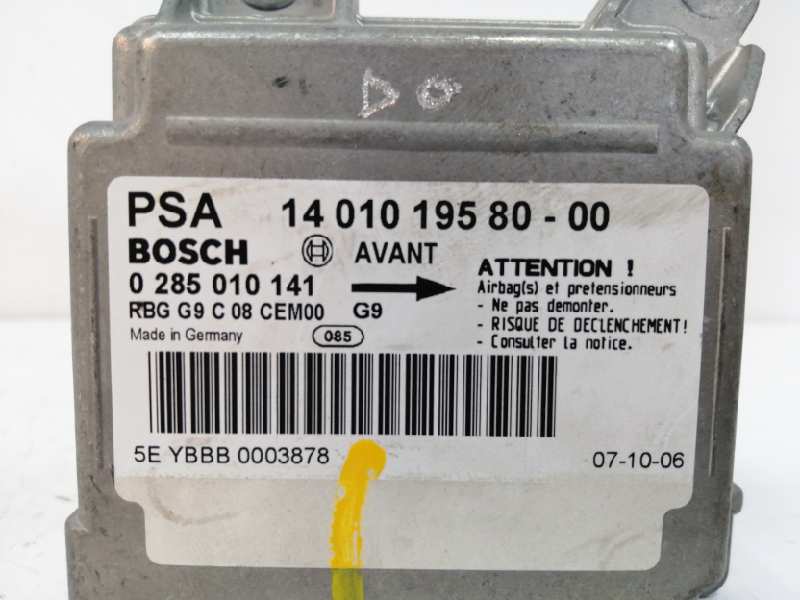 DO
PSA 14 010 195 80 - 00
BOSCH AVANT
0 285 010 141
RBG G9 C 08 CEM00 G9
Made in Germany 085
ATTENTION !
Airbag(s) et pretensionneurs
- Ne pas demonter.
- RISQUE DE DECLENCHEMENT!
- Consulter la notice.
5E YBBB 0003878 07-10-06